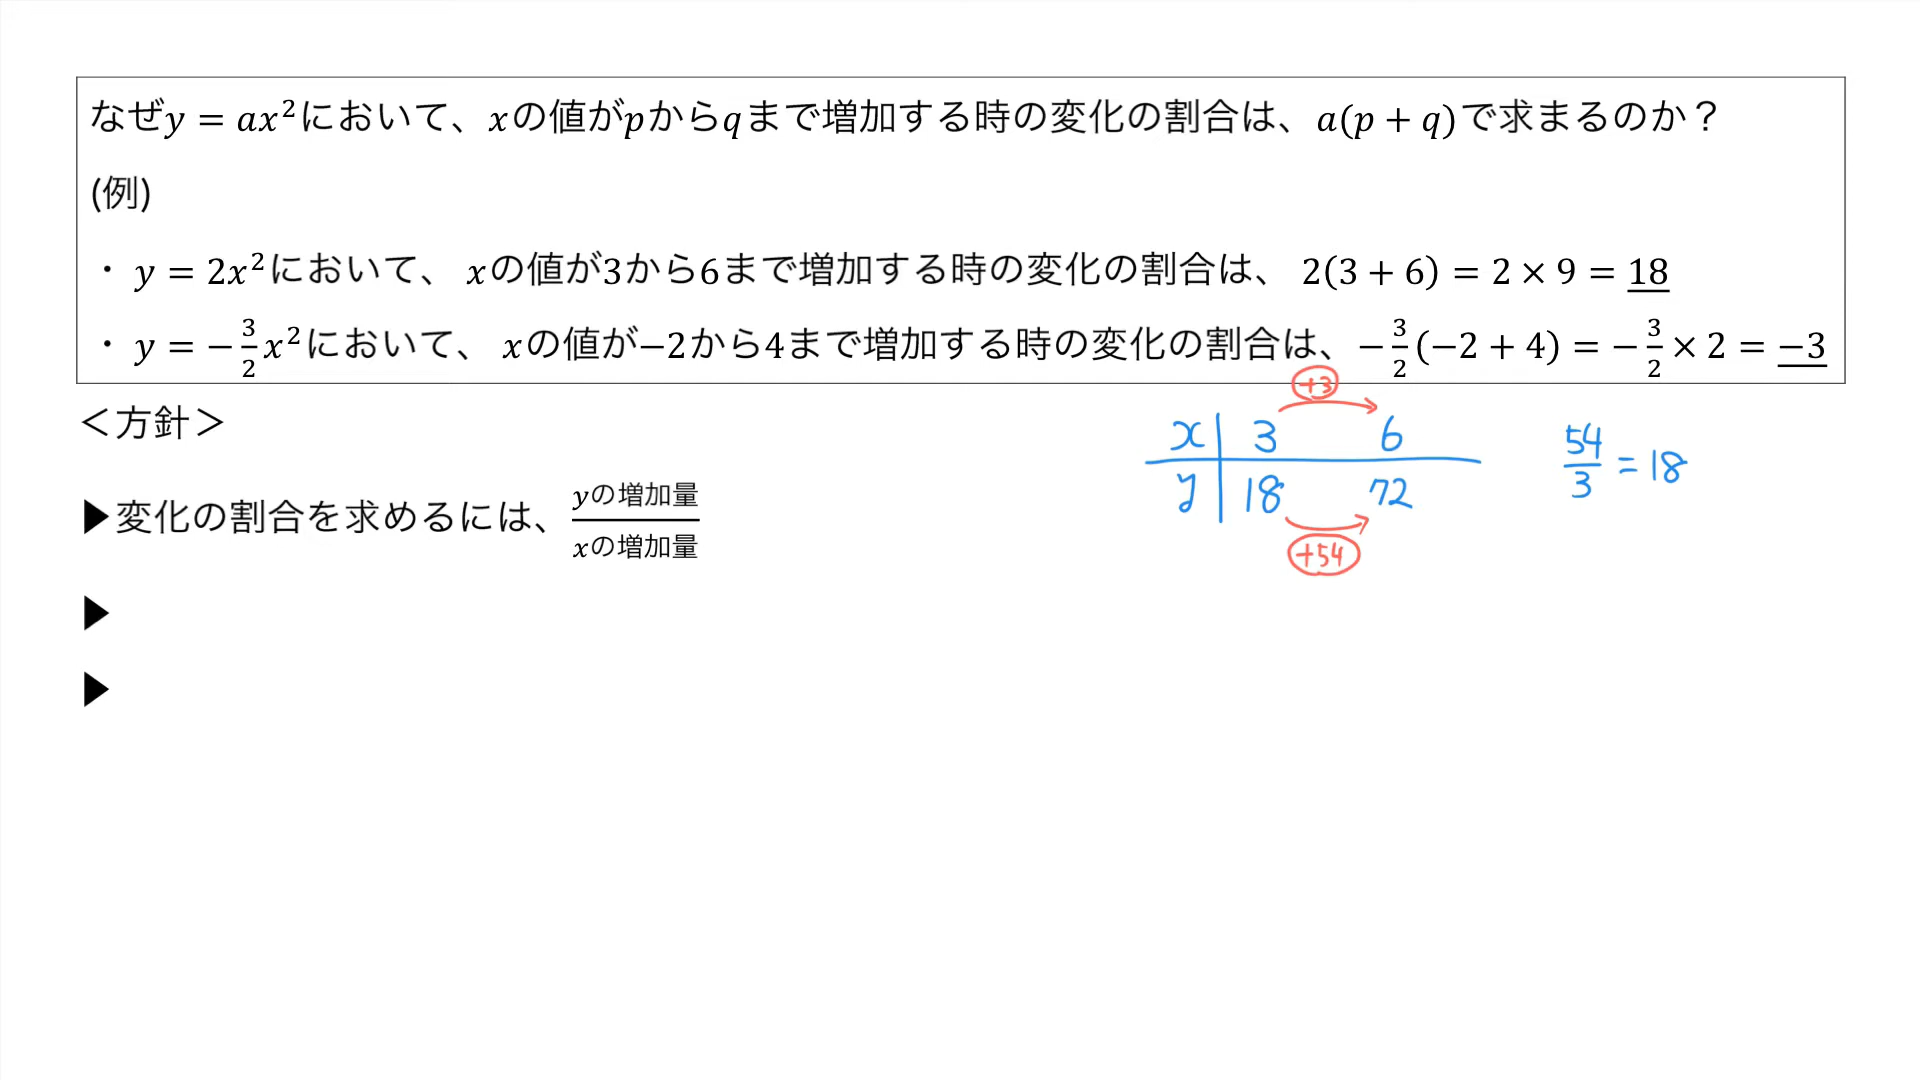 なぜy = ax²において、xの値がpからqまで増加する時の変化の割合は、a(p + q)で求まるのか？
(例)
・ y = 2x²において、 xの値が3から6まで増加する時の変化の割合は、 2(3 + 6) = 2 × 9 = 18
・ y = −3/2 x²において、 xの値が−2から4まで増加する時の変化の割合は、−3/2 (−2 + 4) = −3/2 × 2 = −3
＜方針＞
+3
x 3 6
y 18 72
+54
54/3 = 18
▶変化の割合を求めるには、yの増加量/xの増加量
▶
▶